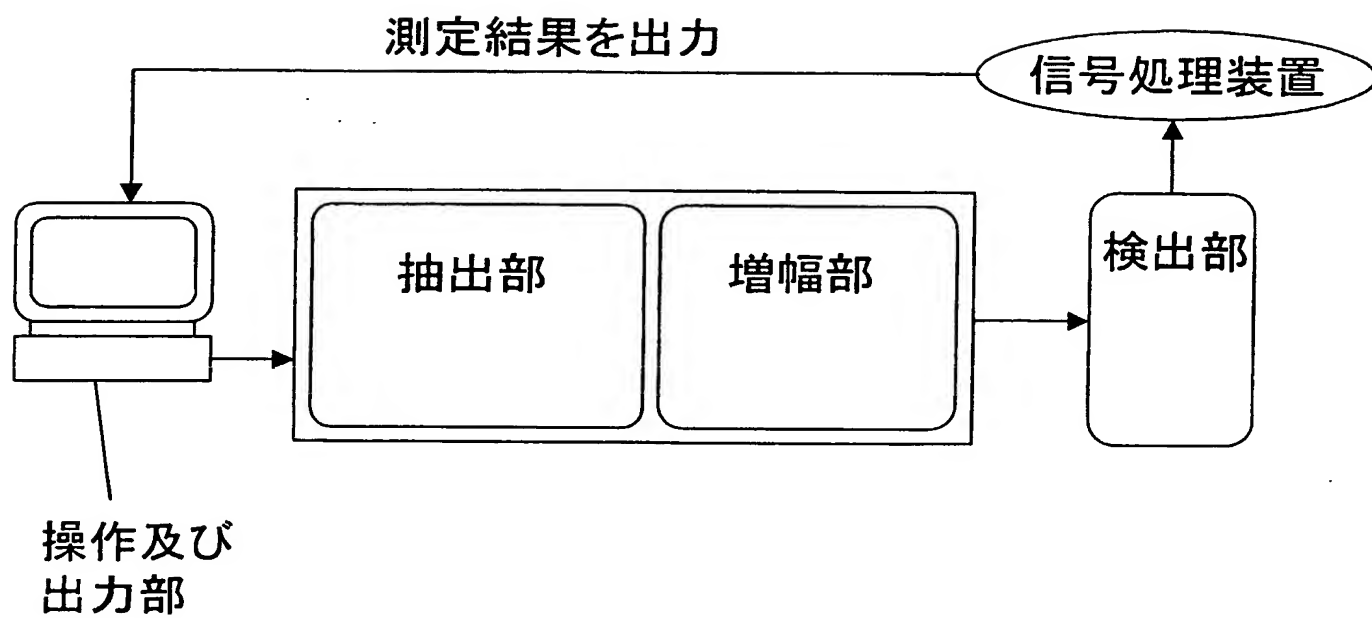 測定結果を出力
信号処理装置
抽出部
増幅部
検出部
操作及び
出力部